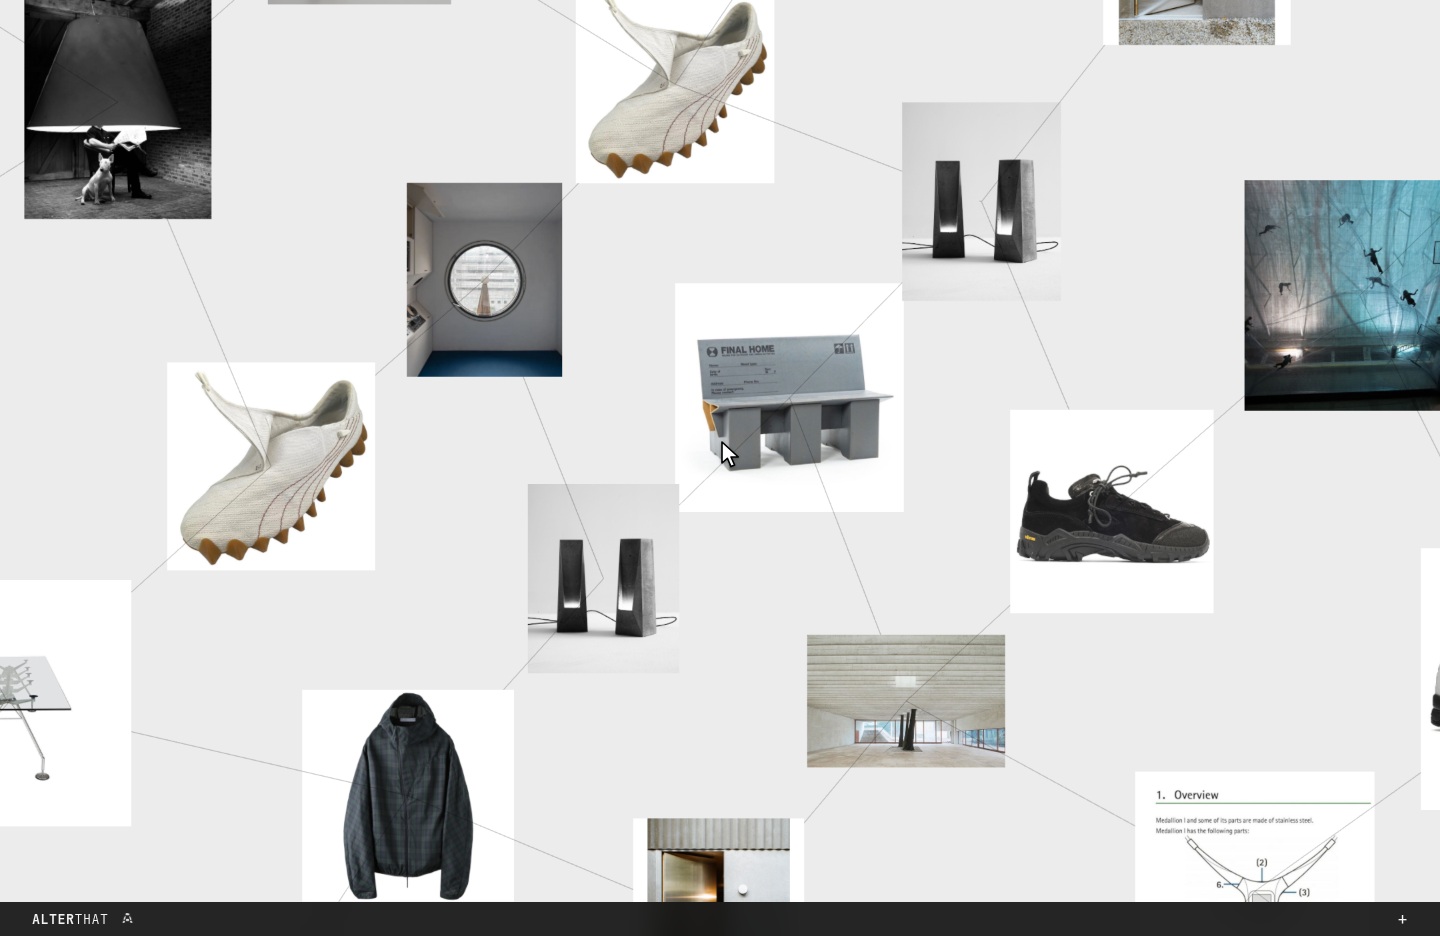 FINAL HOME
1. Overview
Medallion I and some of its parts are made of stainless steel.
Medallion I has the following parts:
(2)
6.
(3)
ALTERTHAT
+